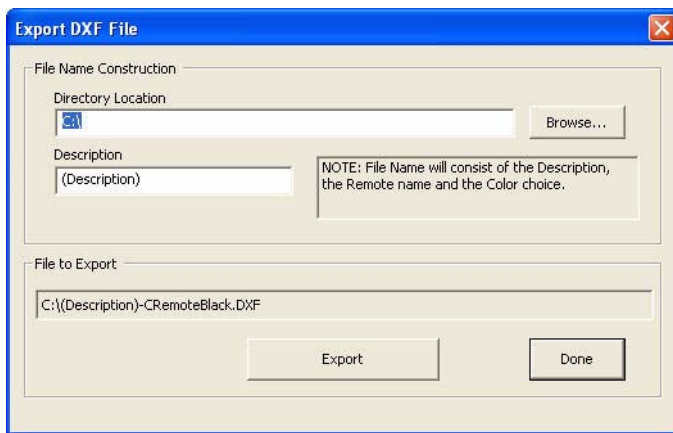 Export DXF File
File Name Construction
Directory Location
C:\
Browse...
Description
(Description)
NOTE: File Name will consist of the Description,
the Remote name and the Color choice.
File to Export
C:\(Description)-CRemoteBlack.DXF
Export
Done